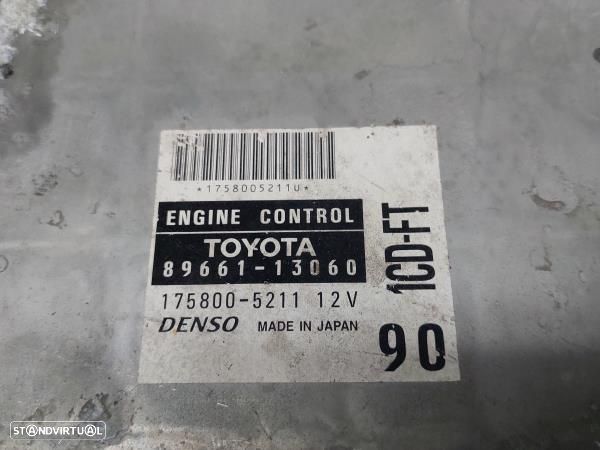 *1758005211U*
ENGINE CONTROL
TOYOTA
89661-13060
175800-5211 12V
DENSO MADE IN JAPAN
1CD-FT
90
STANDVIRTUAL